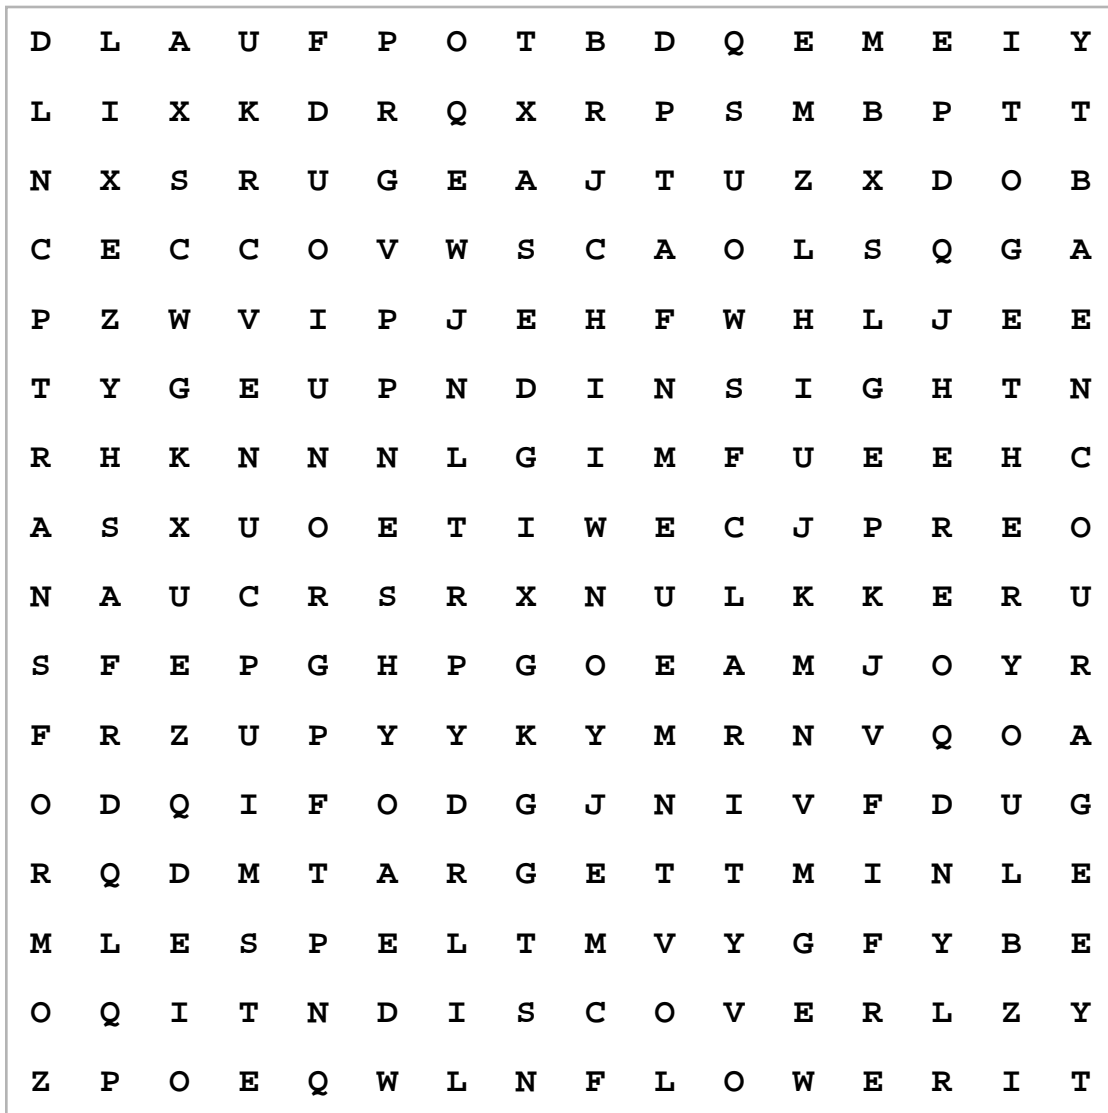 D L A U F P O T B D Q E M E I Y
L I X K D R Q X R P S M B P T T
N X S R U G E A J T U Z X D O B
C E C C O V W S C A O L S Q G A
P Z W V I P J E H F W H L J E E
T Y G E U P N D I N S I G H T N
R H K N N N L G I M F U E E H C
A S X U O E T I W E C J P R E O
N A U C R S R X N U L K K E R U
S F E P G H P G O E A M J O Y R
F R Z U P Y Y K Y M R N V Q O A
O D Q I F O D G J N I V F D U G
R Q D M T A R G E T T M I N L E
M L E S P E L T M V Y G F Y B E
O Q I T N D I S C O V E R L Z Y
Z P O E Q W L N F L O W E R I T